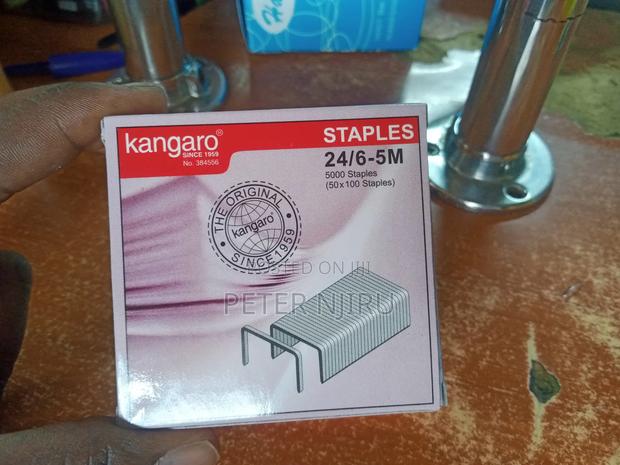 kangaro®
SINCE 1959
No. 384556
STAPLES
24/6-5M
5000 Staples
(50x100 Staples)
THE ORIGINAL
kangaro
SINCE 1959
POSTED ON JIJI
PETER NJIRU